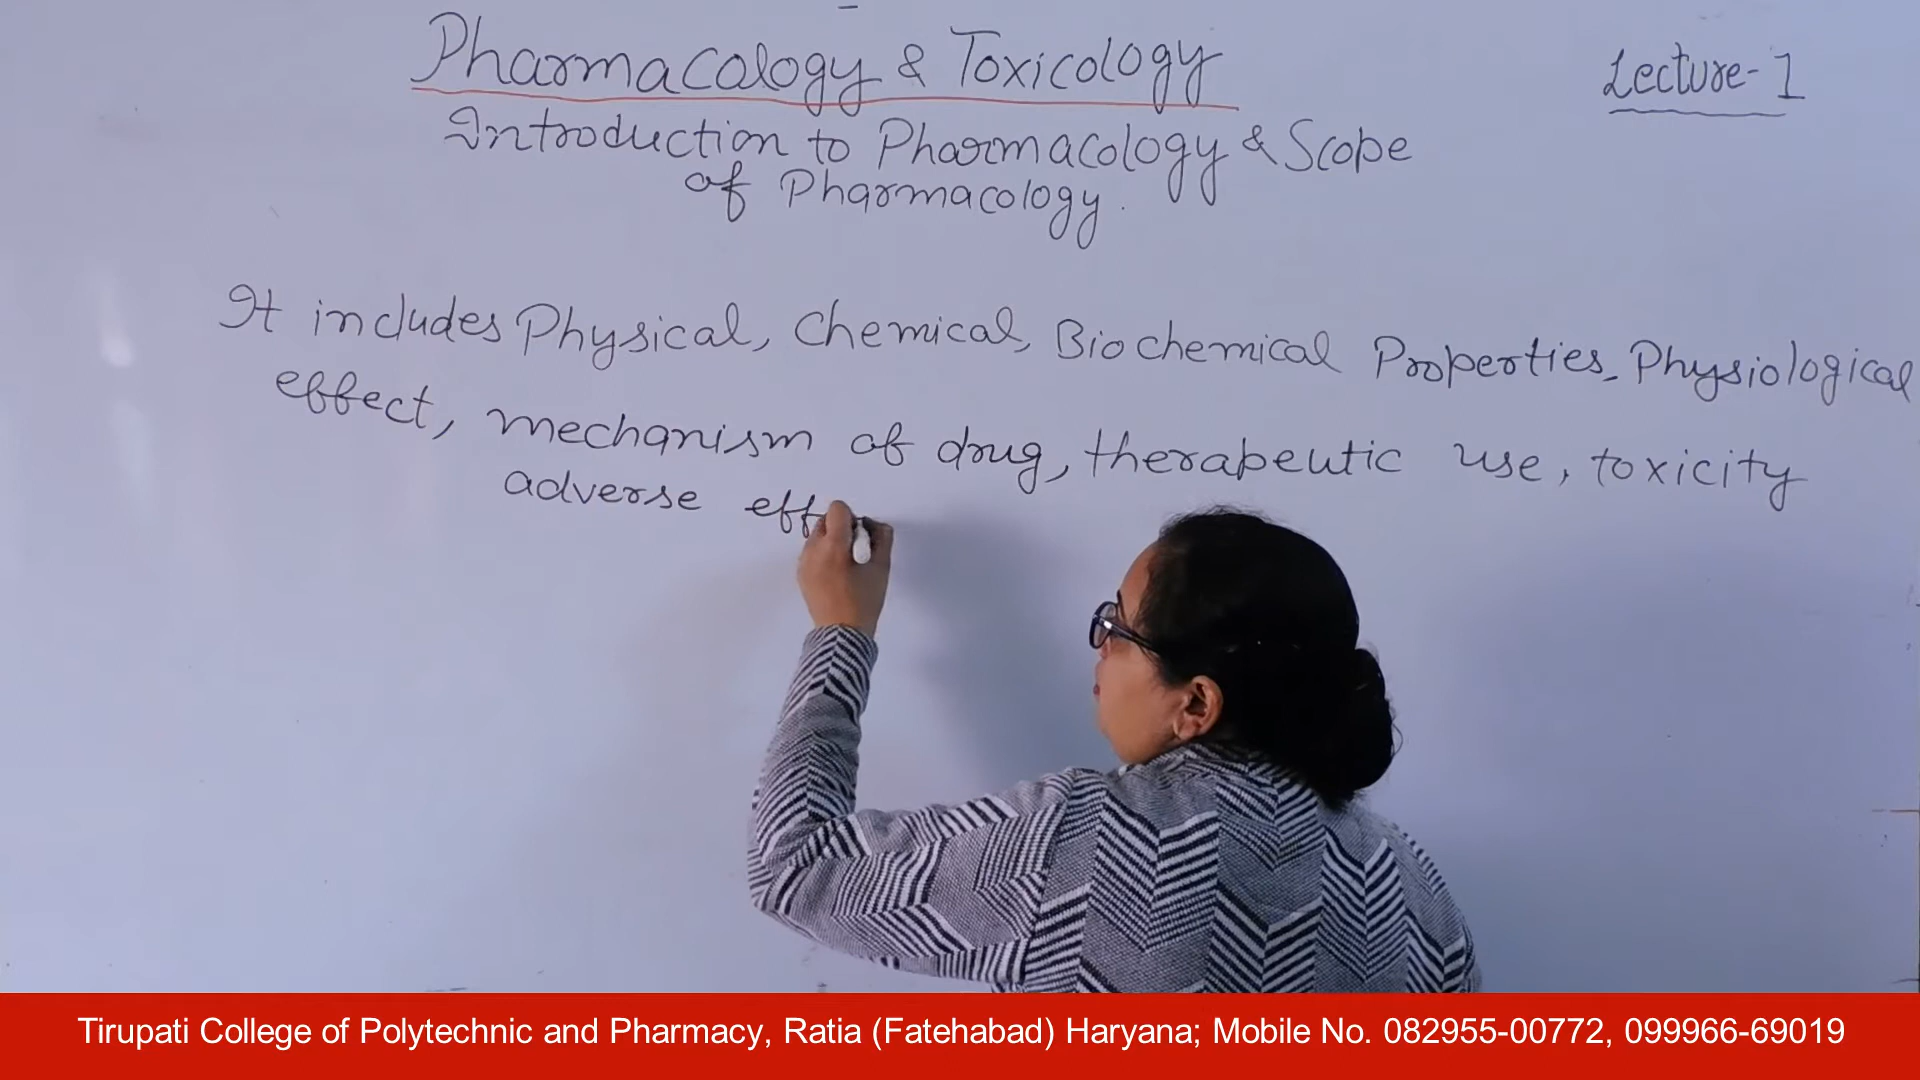 Pharmacology & Toxicology
Lecture-1
Introduction to Pharmacology & Scope
of Pharmacology.
It includes Physical, Chemical, Biochemical Properties, Physiological
effect, mechanism of drug, therapeutic use, toxicity
adverse eff
Tirupati College of Polytechnic and Pharmacy, Ratia (Fatehabad) Haryana; Mobile No. 082955-00772, 099966-69019